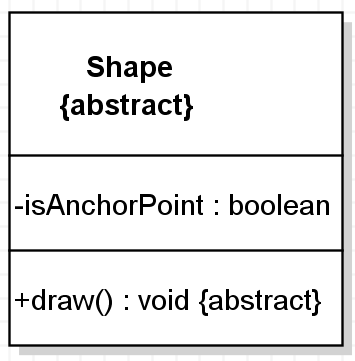 Shape
{abstract}
-isAnchorPoint : boolean
+draw() : void {abstract}